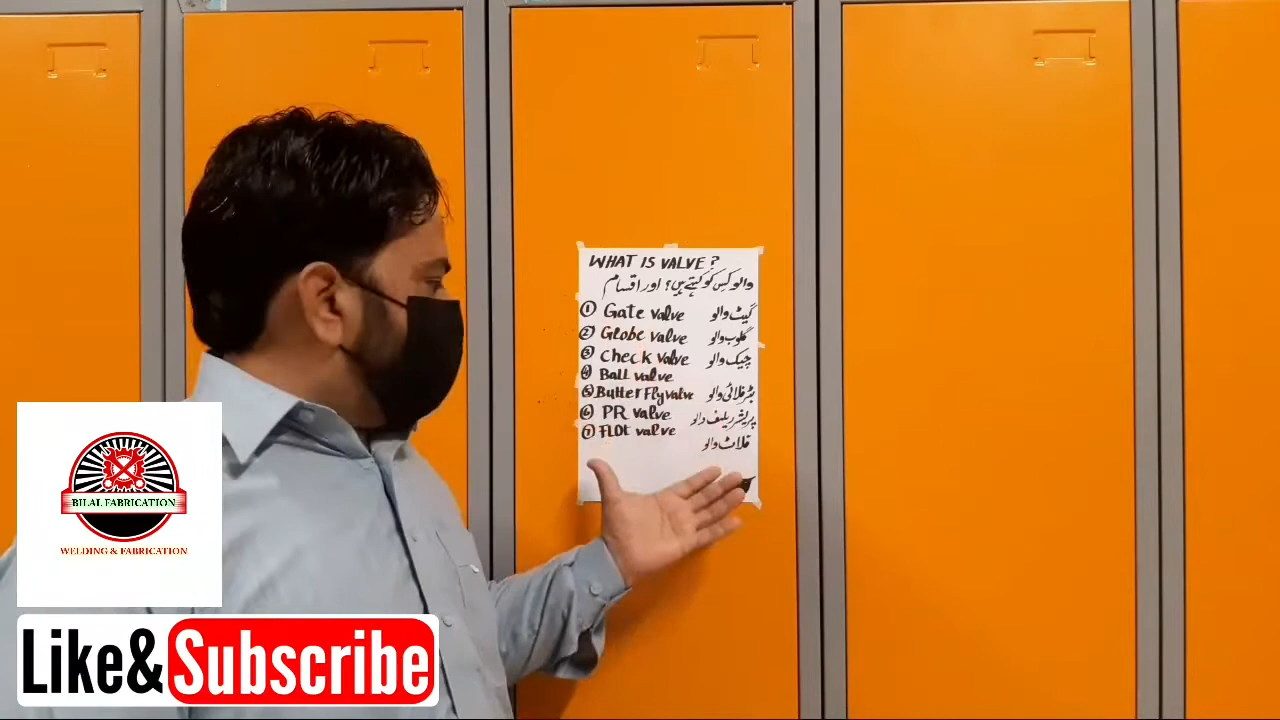 WHAT IS VALVE?
والو کس کو کہتے ہیں؟ اور اقسام
① Gate valve گیٹ والو
② Globe valve گلوب والو
③ Check valve چیک والو
④ Ball valve
⑤ Butterfly valve بٹر فلائی والو
⑥ PR valve پریشر ریلیف والو
⑦ FLOt valve فلاٹ والو
BILAL FABRICATION
WELDING & FABRICATION
Like& Subscribe